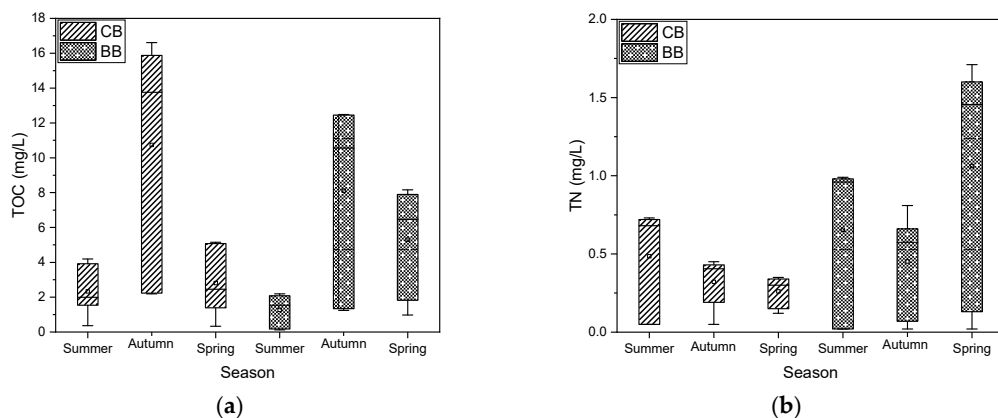 18
16
14
12
10
8
6
4
2
0
TOC (mg/L)
CB
BB
Summer Autumn Spring Summer Autumn Spring
Season
(a)
2.0
1.5
1.0
0.5
0.0
TN (mg/L)
CB
BB
Summer Autumn Spring Summer Autumn Spring
Season
(b)